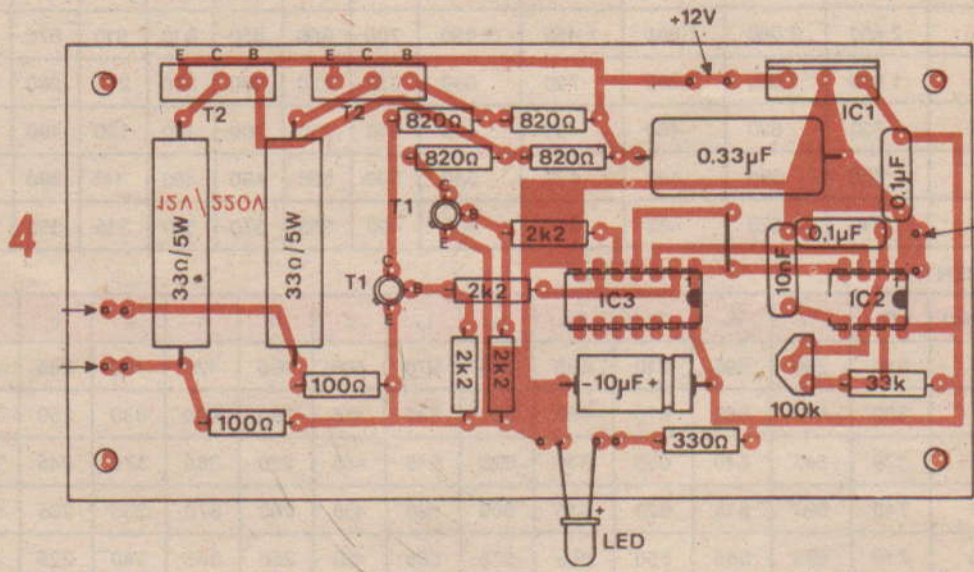 +12V
E C B
E C B
T2
T2
IC1
820Ω
820Ω
820Ω
820Ω
0.33µF
0.1µF
12V/220V
33Ω/5W
33Ω/5W
4
C
B
E
T1
2k2
0.1µF
10nF
C
B
E
T1
2k2
IC3
1
IC2
2k2
2k2
100Ω
100Ω
-10µF+
33k
100k
330Ω
+
LED